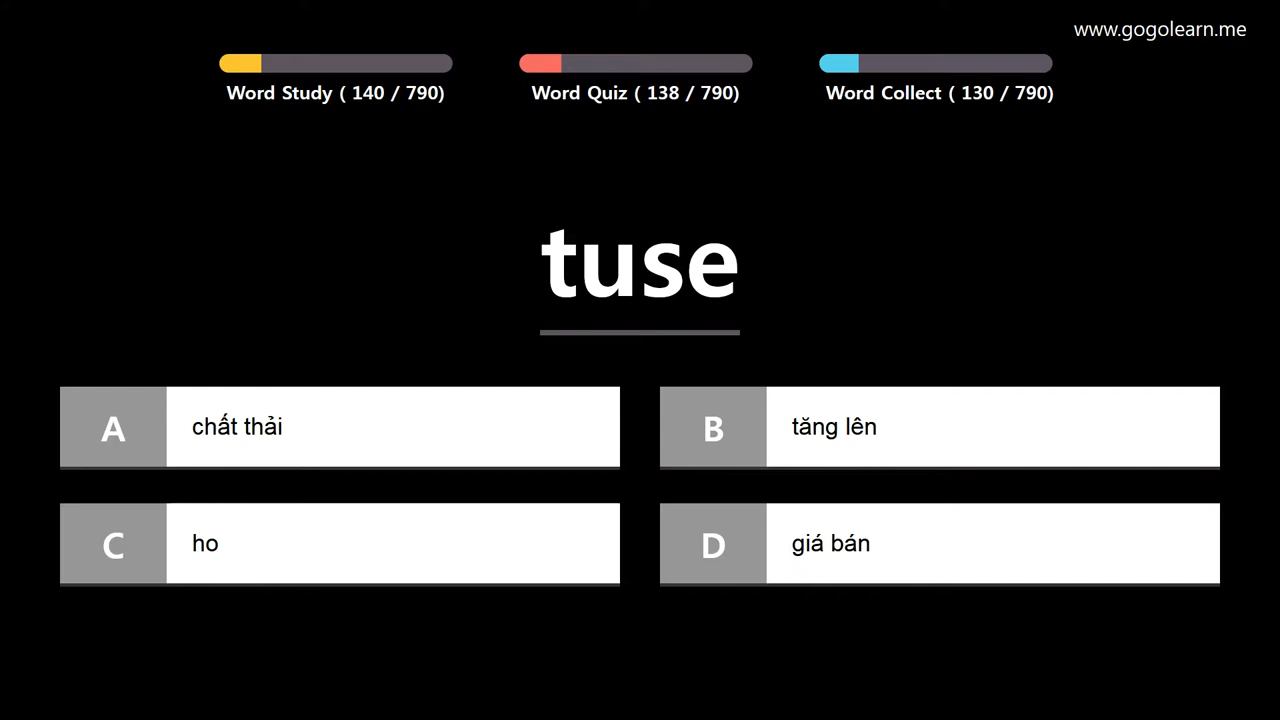 www.gogolearn.me
Word Study ( 140 / 790)
Word Quiz ( 138 / 790)
Word Collect ( 130 / 790)
tuse
A
chất thải
B
tăng lên
C
ho
D
giá bán